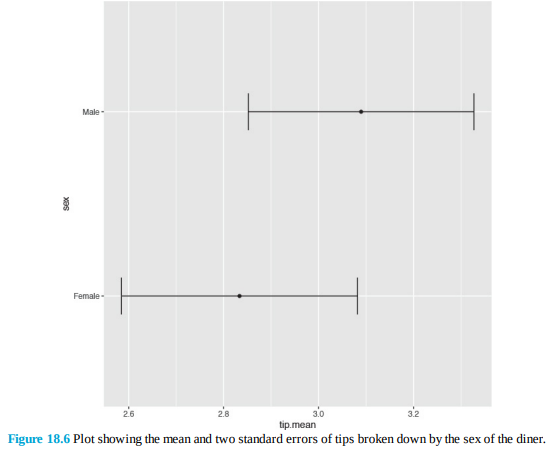 Male
sex
Female
2.6 2.8 3.0 3.2
tip.mean
Figure 18.6 Plot showing the mean and two standard errors of tips broken down by the sex of the diner.